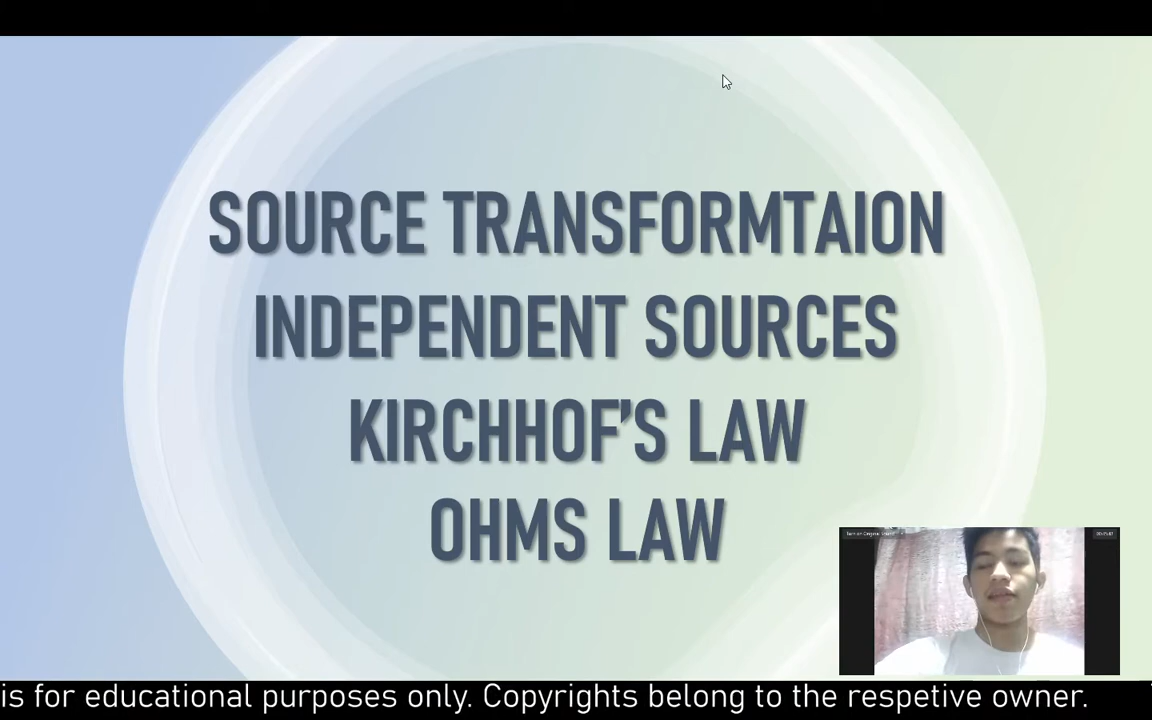 SOURCE TRANSFORMTAION
INDEPENDENT SOURCES
KIRCHHOF’S LAW
OHMS LAW
is for educational purposes only. Copyrights belong to the respetive owner.